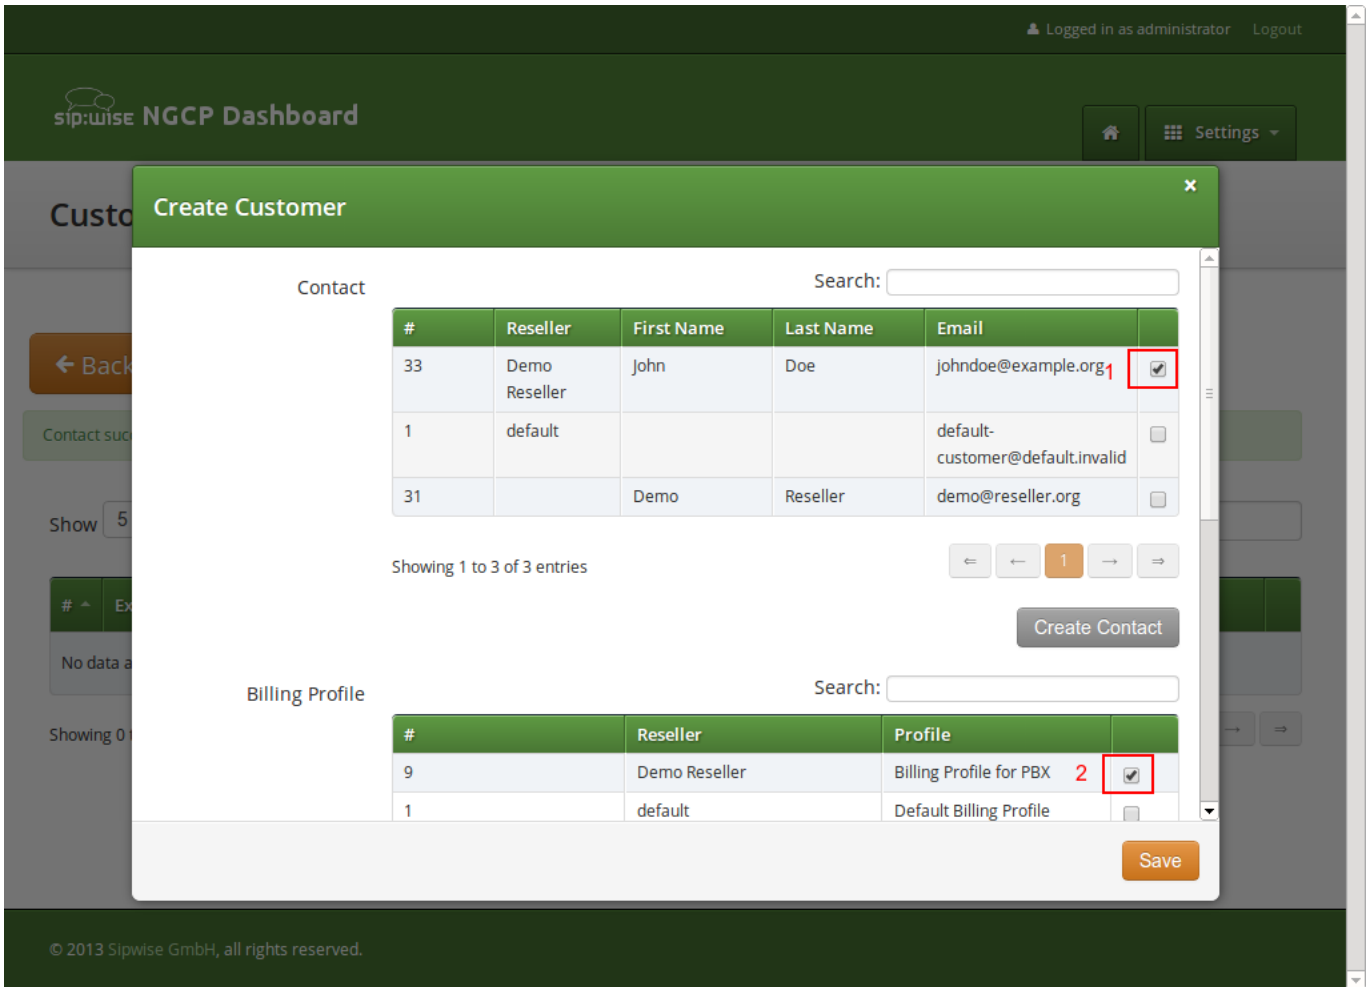 Logged in as administrator Logout
sip:wise NGCP Dashboard
Settings
Custo
Create Customer
×
Back
Contact suc
Show 5
# Ex
No data a
Showing 0
Contact
Search:
# Reseller First Name Last Name Email
33 Demo Reseller John Doe johndoe@example.org 1
1 default default-customer@default.invalid
31 Demo Reseller demo@reseller.org
Showing 1 to 3 of 3 entries
⇐ ← 1 → ⇒
Create Contact
Billing Profile
Search:
# Reseller Profile
9 Demo Reseller Billing Profile for PBX 2
1 default Default Billing Profile
→ ⇒
Save
© 2013 Sipwise GmbH, all rights reserved.